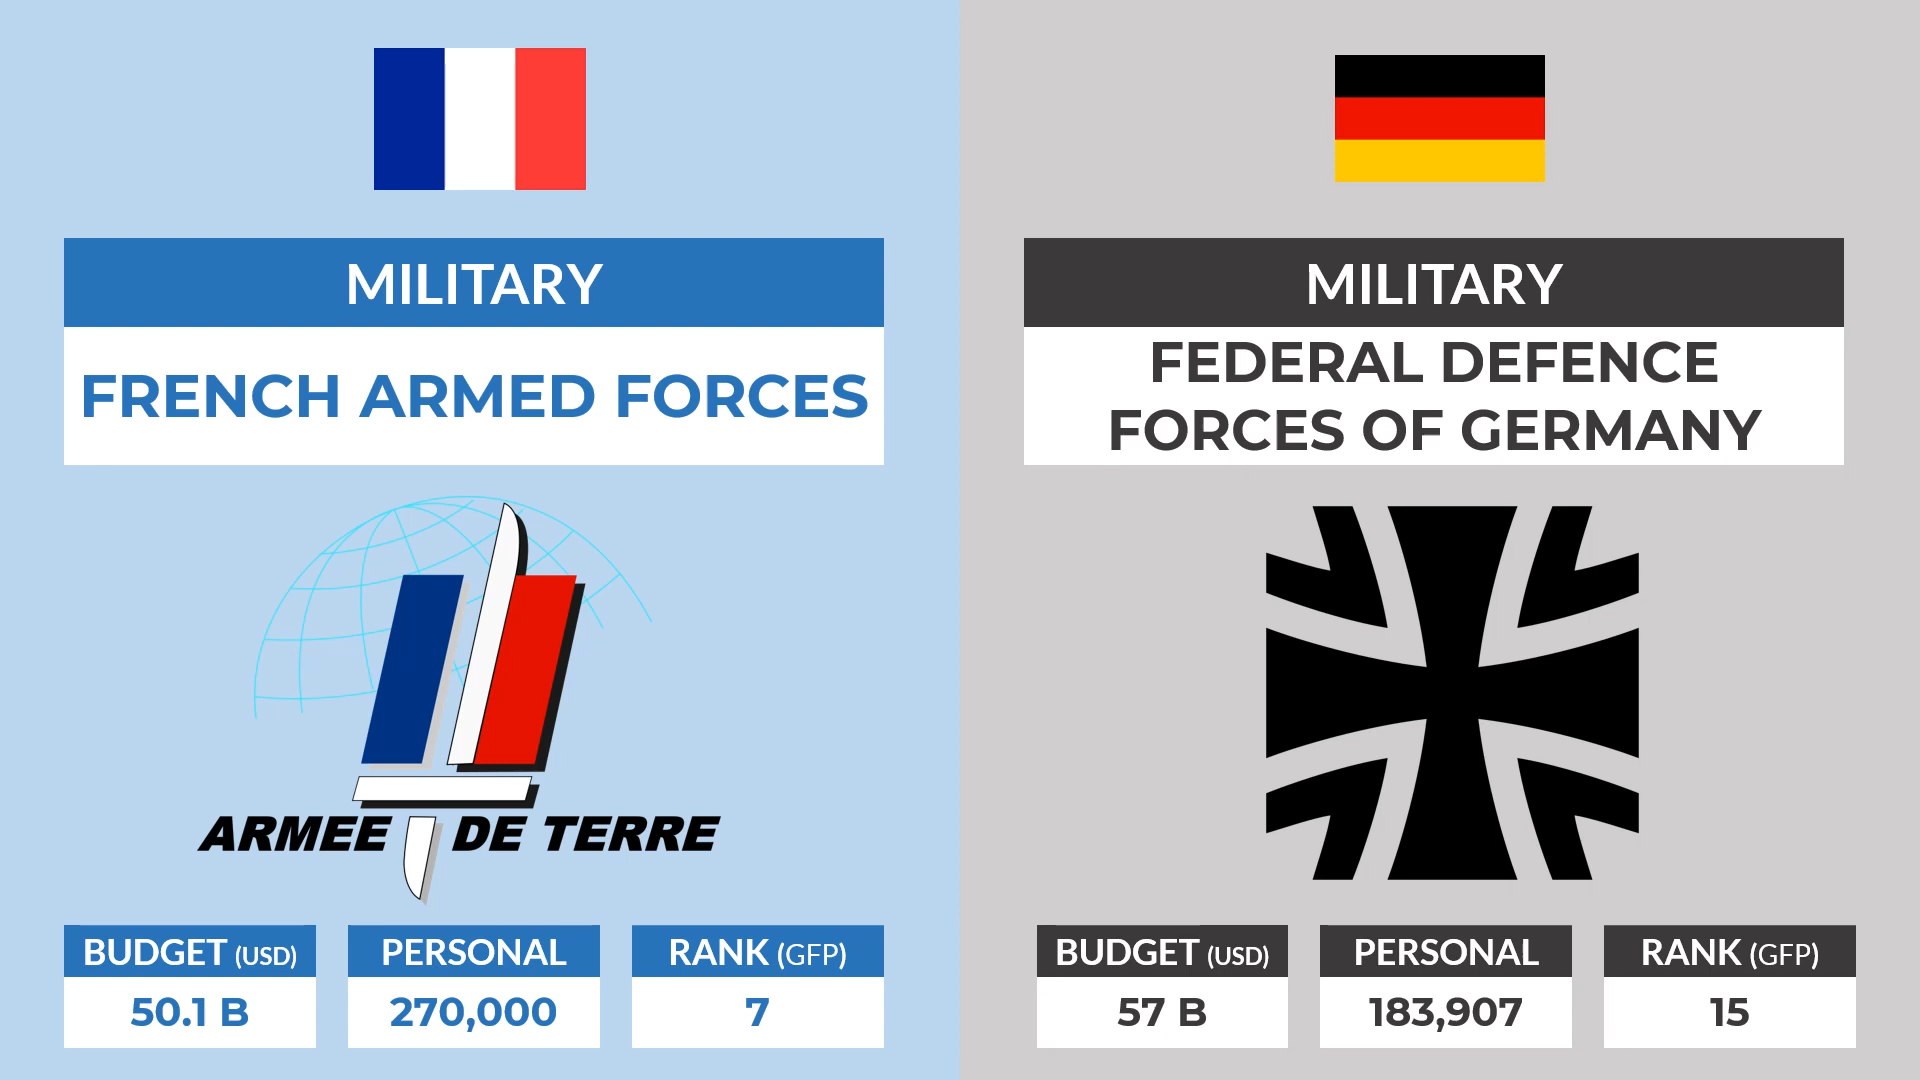 MILITARY
FRENCH ARMED FORCES
ARMEE DE TERRE
BUDGET (USD)
50.1 B
PERSONAL
270,000
RANK (GFP)
7
MILITARY
FEDERAL DEFENCE
FORCES OF GERMANY
BUDGET (USD)
57 B
PERSONAL
183,907
RANK (GFP)
15